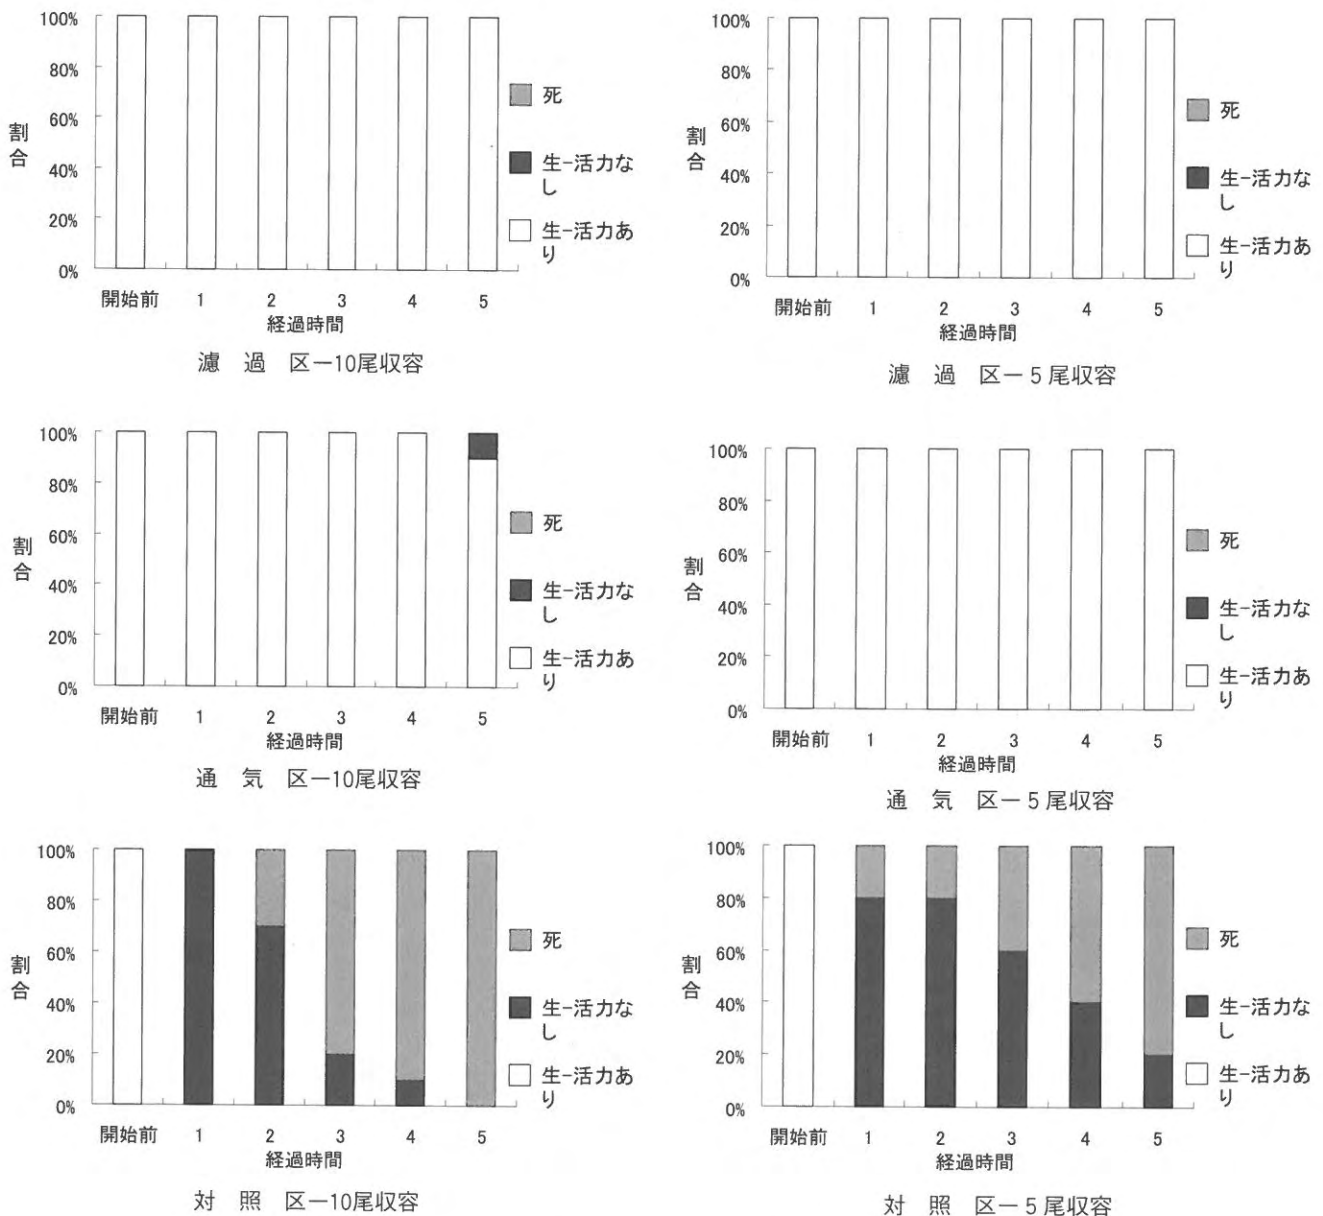 100%
80%
60%
40%
20%
0%
割
合
開始前 1 2 3 4 5
経過時間
死
生-活力な
し
生-活力あ
り
濾 過 区ー10尾収容
100%
80%
60%
40%
20%
0%
割
合
開始前 1 2 3 4 5
経過時間
死
生-活力な
し
生-活力あ
り
濾 過 区ー5尾収容
100%
80%
60%
40%
20%
0%
割
合
開始前 1 2 3 4 5
経過時間
死
生-活力な
し
生-活力あ
り
通 気 区ー10尾収容
100%
80%
60%
40%
20%
0%
割
合
開始前 1 2 3 4 5
経過時間
死
生-活力な
し
生-活力あ
り
通 気 区ー5尾収容
100%
80%
60%
40%
20%
0%
割
合
開始前 1 2 3 4 5
経過時間
死
生-活力な
し
生-活力あ
り
対 照 区ー10尾収容
100%
80%
60%
40%
20%
0%
割
合
開始前 1 2 3 4 5
経過時間
死
生-活力な
し
生-活力あ
り
対 照 区ー5尾収容